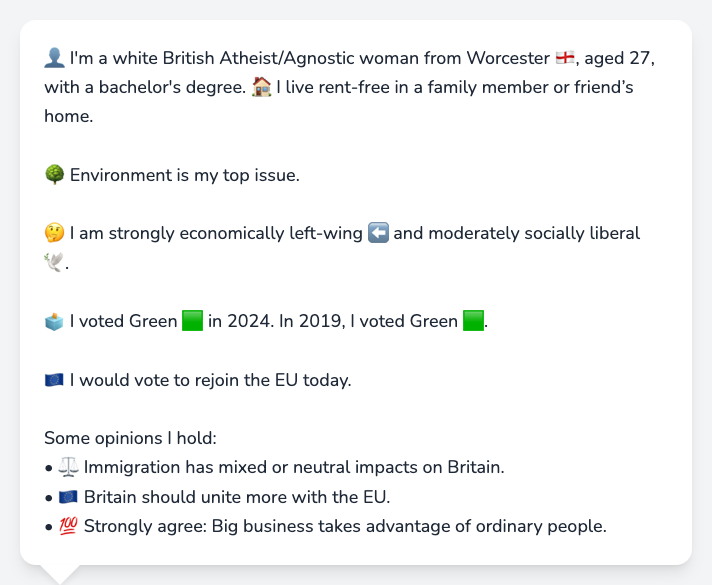 👤 I'm a white British Atheist/Agnostic woman from Worcester 🏴󠁧󠁢󠁥󠁮󠁧󠁿, aged 27,
with a bachelor's degree. 🏠 I live rent-free in a family member or friend’s
home.
🌳 Environment is my top issue.
🤔 I am strongly economically left-wing ⬅️ and moderately socially liberal
🕊️.
🗳️ I voted Green 🟩 in 2024. In 2019, I voted Green 🟩.
🇪🇺 I would vote to rejoin the EU today.
Some opinions I hold:
• ⚖️ Immigration has mixed or neutral impacts on Britain.
• 🇪🇺 Britain should unite more with the EU.
• 💯 Strongly agree: Big business takes advantage of ordinary people.